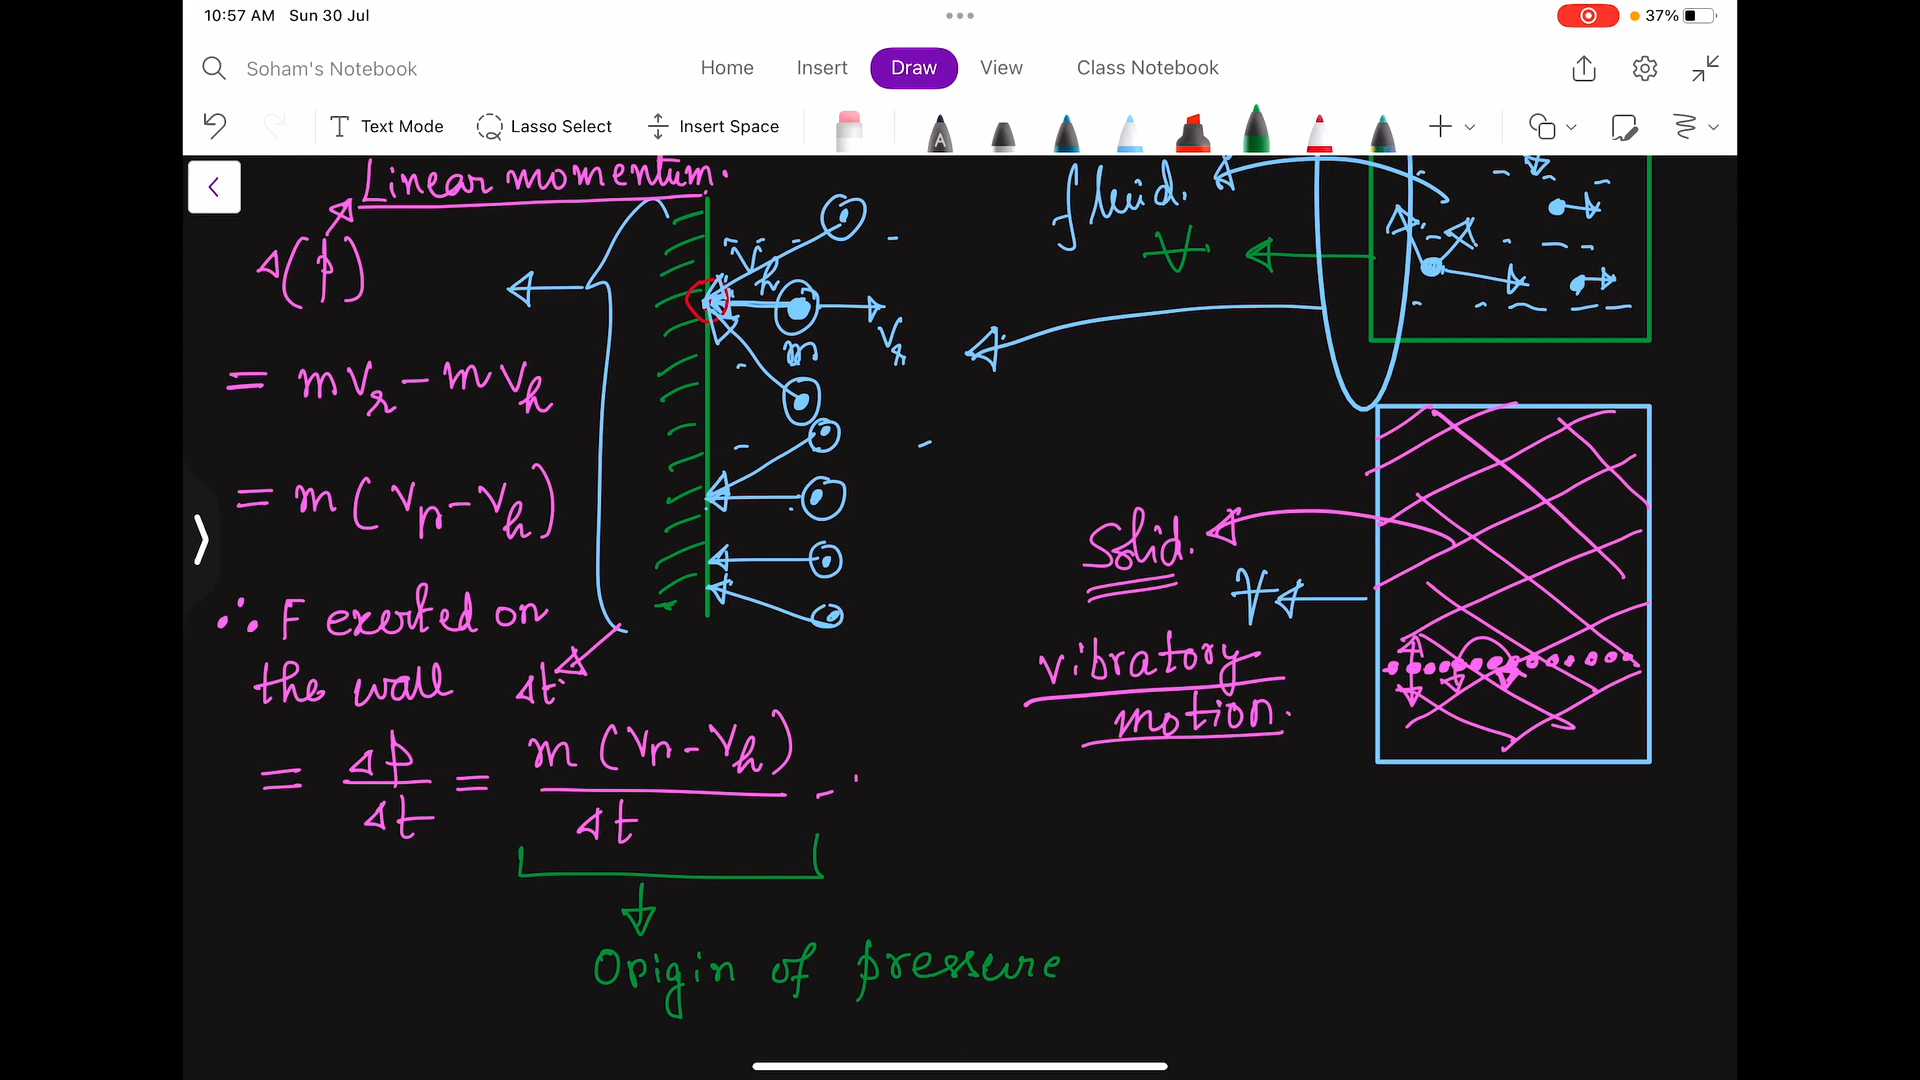 10:57 AM Sun 30 Jul
37%
Soham's Notebook
Home Insert Draw View Class Notebook
Text Mode Lasso Select Insert Space
A
Linear momentum.
Δ(p)
= mVr - mVh
= m(Vr - Vh)
∴ F exerted on
the wall Δt
= Δp/Δt = m(Vr - Vh)/Δt
Origin of pressure
Vh
m
Vr
fluid.
V
Solid.
V
vibratory
motion.